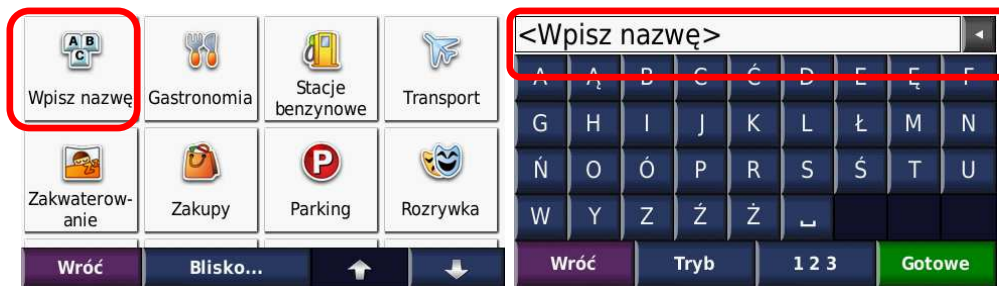 A B
C
Wpisz nazwę
Gastronomia
Stacje
benzynowe
Transport
Zakwaterow-
anie
Zakupy
P
Parking
Rozrywka
Wróć
Blisko...
<Wpisz nazwę>
A Ą B C Ć D E Ę F
G H I J K L Ł M N
Ń O Ó P R S Ś T U
W Y Z Ź Ż ␣
Wróć
Tryb
1 2 3
Gotowe